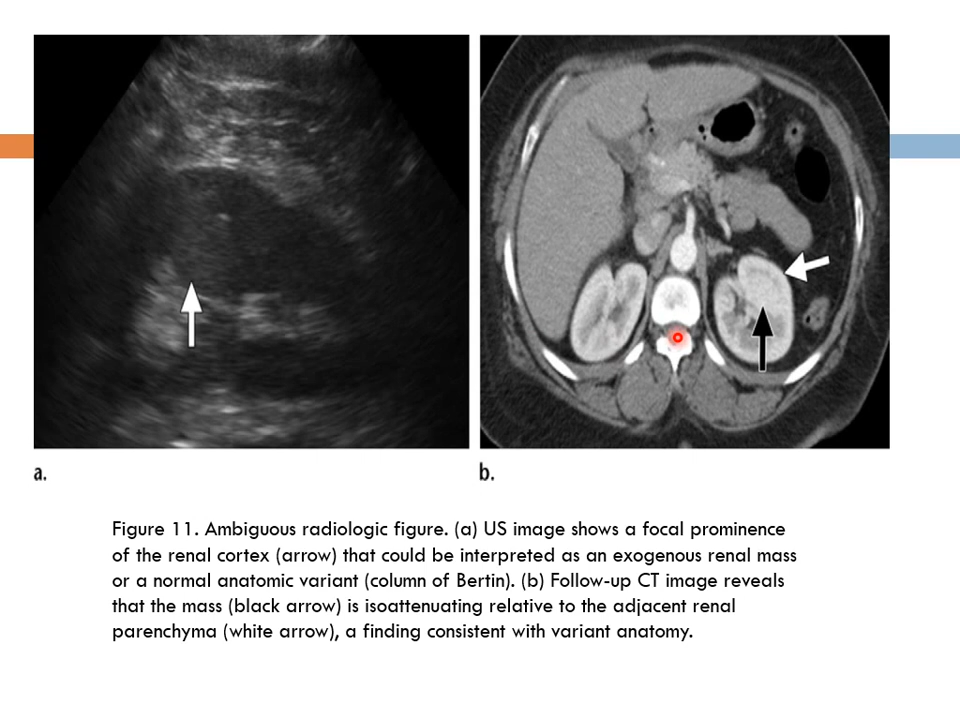 a.
b.
Figure 11. Ambiguous radiologic figure. (a) US image shows a focal prominence
of the renal cortex (arrow) that could be interpreted as an exogenous renal mass
or a normal anatomic variant (column of Bertin). (b) Follow-up CT image reveals
that the mass (black arrow) is isoattenuating relative to the adjacent renal
parenchyma (white arrow), a finding consistent with variant anatomy.